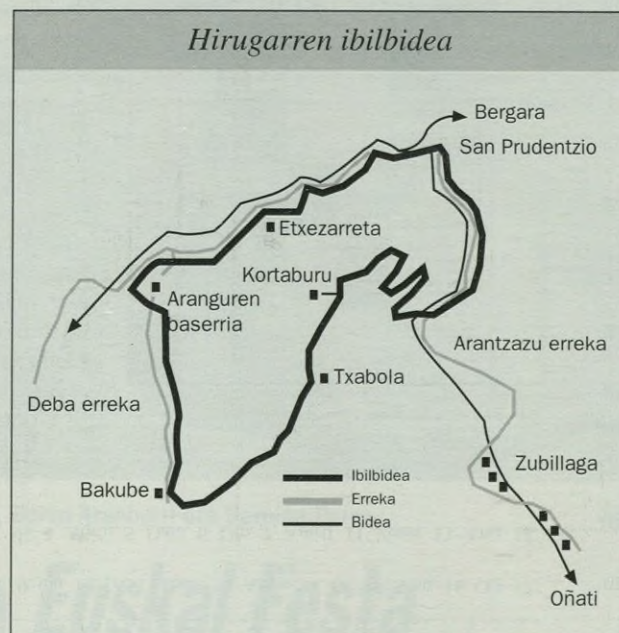 Hirugarren ibilbidea
Bergara
San Prudentzio
Etxezarreta
Kortaburu
Aranguren
baserria
Arantzazu erreka
Txabola
Deba erreka
Zubillaga
Ibilbidea
Bakube
Erreka
Bidea
Oñati